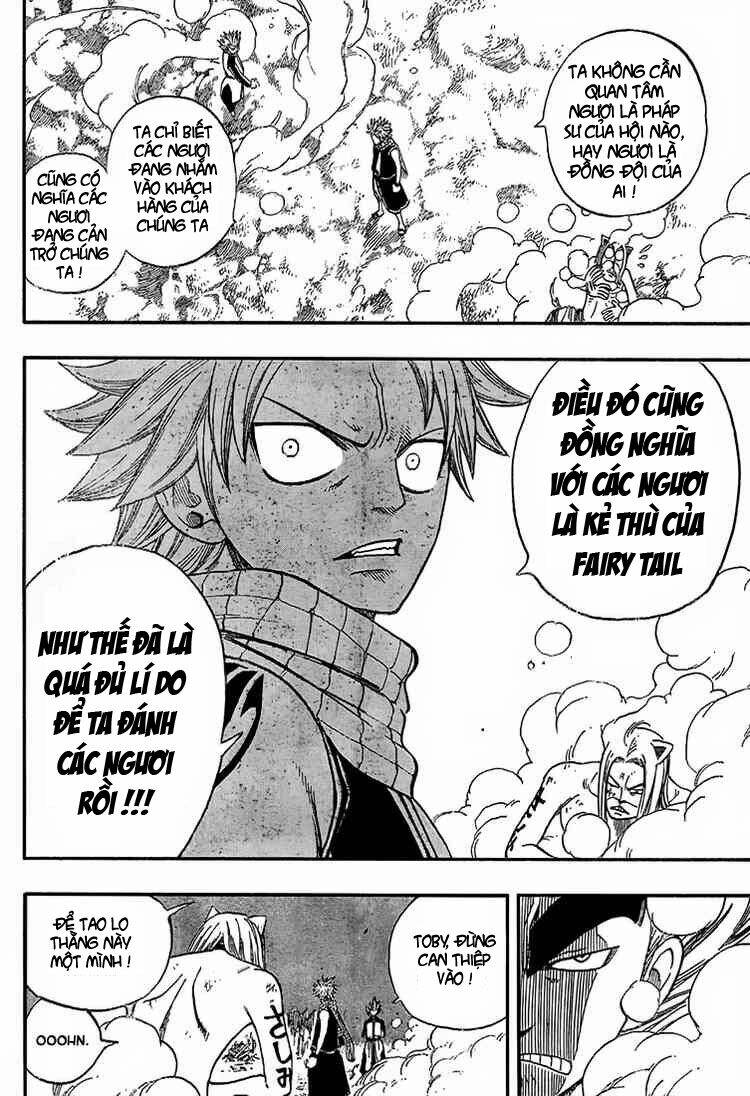 TA KHÔNG CẦN
QUAN TÂM
NGƯƠI LÀ PHÁP
SƯ CỦA HỘI NÀO,
HAY NGƯƠI LÀ
ĐỒNG ĐỘI CỦA
AI !
TA CHỈ BIẾT
CÁC NGƯƠI
ĐANG NHẮM
VÀO KHÁCH
HÀNG CỦA
CHÚNG TA
CŨNG CÓ
NGHĨA CÁC
NGƯƠI
ĐANG CẢN
TRỞ CHÚNG
TA !
ĐIỀU ĐÓ CŨNG
ĐỒNG NGHĨA
VỚI CÁC NGƯƠI
LÀ KẺ THÙ CỦA
FAIRY TAIL
NHƯ THẾ ĐÃ LÀ
QUÁ ĐỦ LÍ DO
ĐỂ TA ĐÁNH
CÁC NGƯƠI
RỒI !!!
TOBY, ĐỪNG
CAN THIỆP
VÀO !
ĐỂ TAO LO
THẰNG NÀY
MỘT MÌNH !
OOOHN.
さしみ